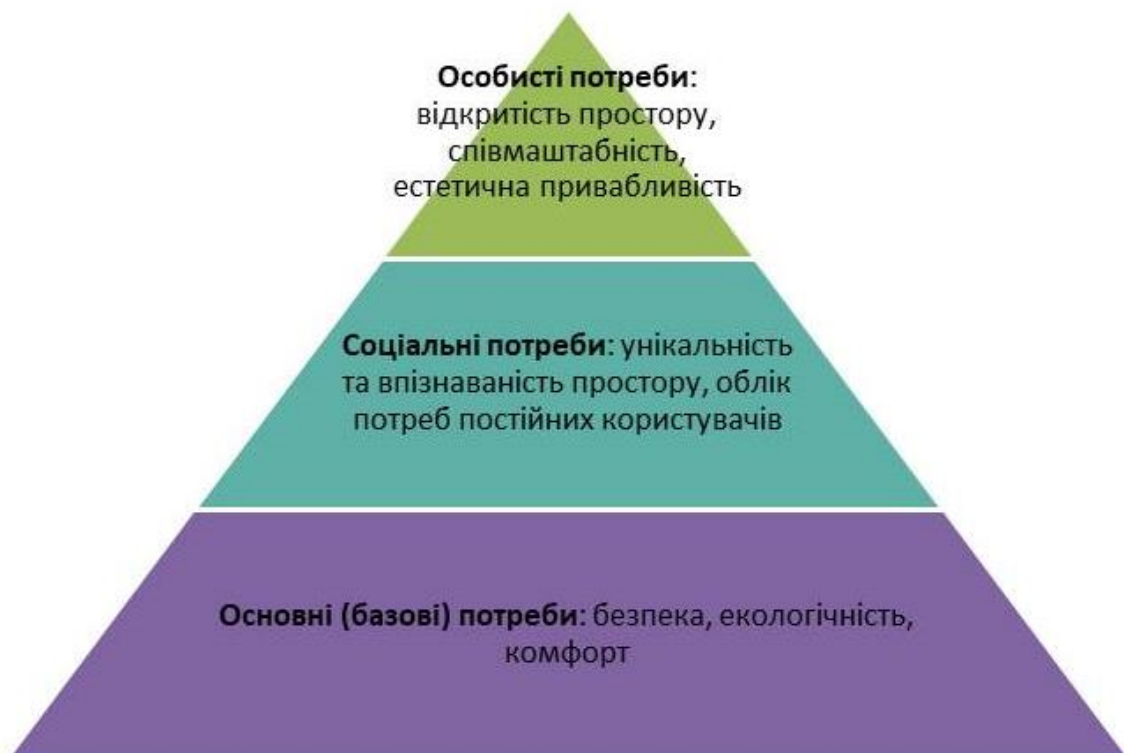 Особисті потреби:
відкритість простору,
співмаштабність,
естетична привабливість
Соціальні потреби: унікальність
та впізнаваність простору, облік
потреб постійних користувачів
Основні (базові) потреби: безпека, екологічність,
комфорт